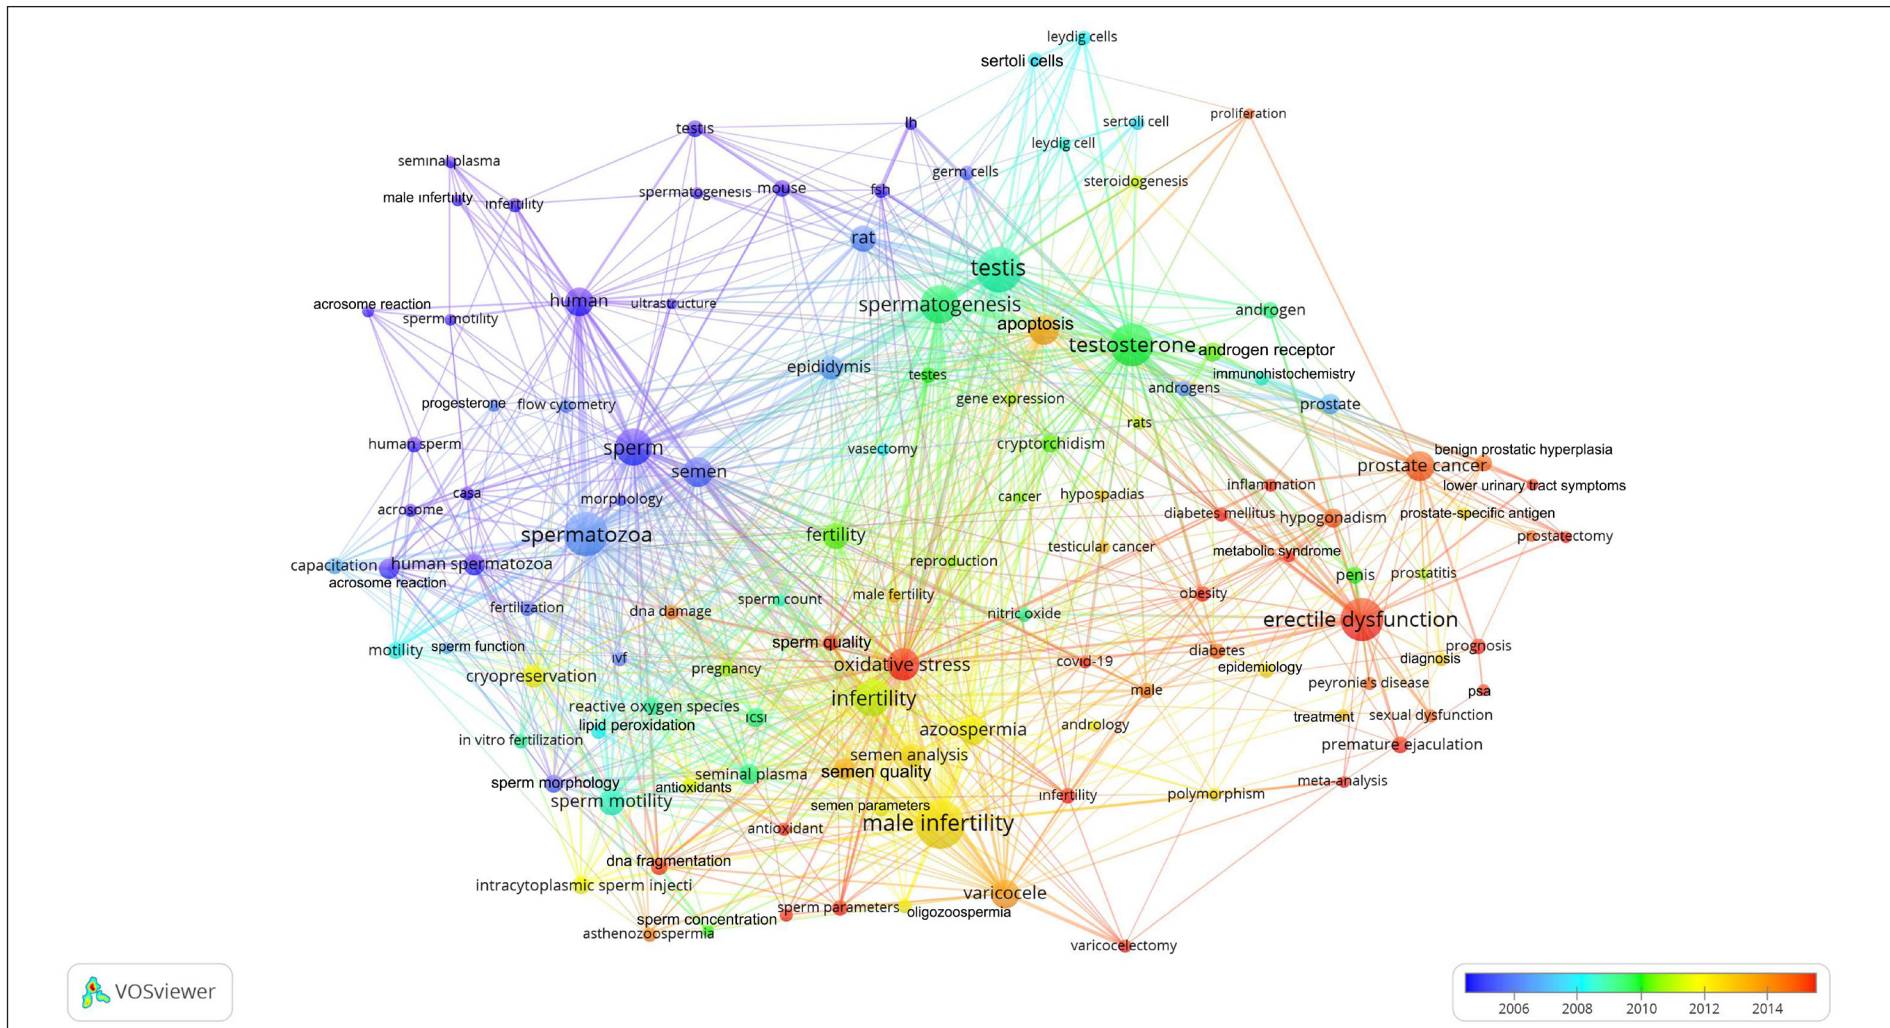 leydig cells
sertoli cells
proliferation
lh
sertoli cell
testis
leydig cell
seminal plasma
germ cells
steroidogenesis
mouse
fsh
spermatogenesis
male infertility
infertility
rat
testis
human
ultrastructure
spermatogenesis
acrosome reaction
androgen
sperm motility
apoptosis
testosterone
androgen receptor
epididymis
testes
immunohistochemistry
androgens
gene expression
progesterone
flow cytometry
prostate
rats
human sperm
sperm
vasectomy
cryptorchidism
benign prostatic hyperplasia
semen
prostate cancer
inflammation
lower urinary tract symptoms
casa
morphology
cancer
hypospadias
acrosome
diabetes mellitus
hypogonadism
prostate-specific antigen
spermatozoa
fertility
prostatectomy
testicular cancer
metabolic syndrome
capacitation
human spermatozoa
reproduction
acrosome reaction
penis
prostatitis
obesity
male fertility
sperm count
fertilization
dna damage
nitric oxide
erectile dysfunction
sperm quality
motility
sperm function
prognosis
diabetes
ivf
oxidative stress
covid-19
diagnosis
pregnancy
epidemiology
cryopreservation
peyronie's disease
male
psa
infertility
reactive oxygen species
icsi
treatment
sexual dysfunction
lipid peroxidation
azoospermia
andrology
in vitro fertilization
premature ejaculation
semen analysis
semen quality
seminal plasma
meta-analysis
sperm morphology
antioxidants
infertility
polymorphism
sperm motility
semen parameters
male infertility
antioxidant
dna fragmentation
intracytoplasmic sperm injecti
varicocele
sperm parameters
oligozoospermia
sperm concentration
asthenozoospermia
varicocelectomy
VOSviewer
2006 2008 2010 2012 2014